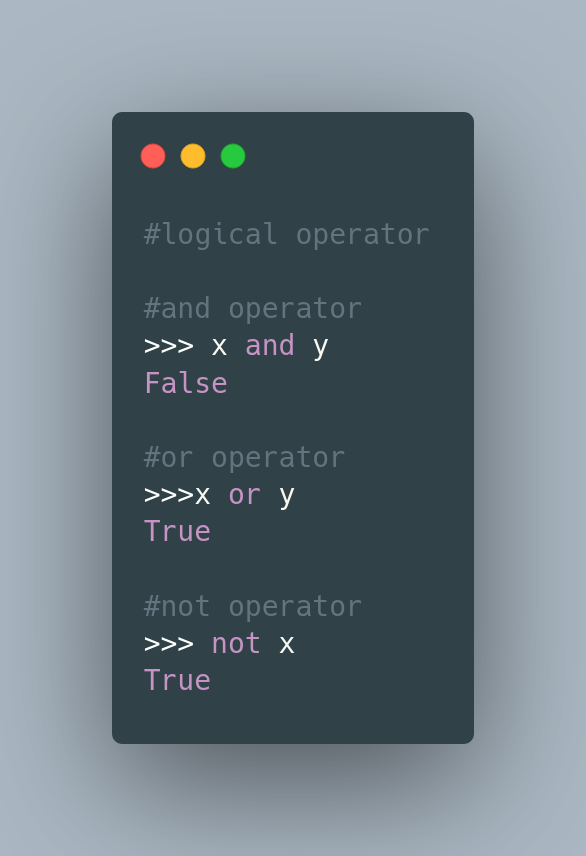 #logical operator
#and operator
>>> x and y
False
#or operator
>>>x or y
True
#not operator
>>> not x
True